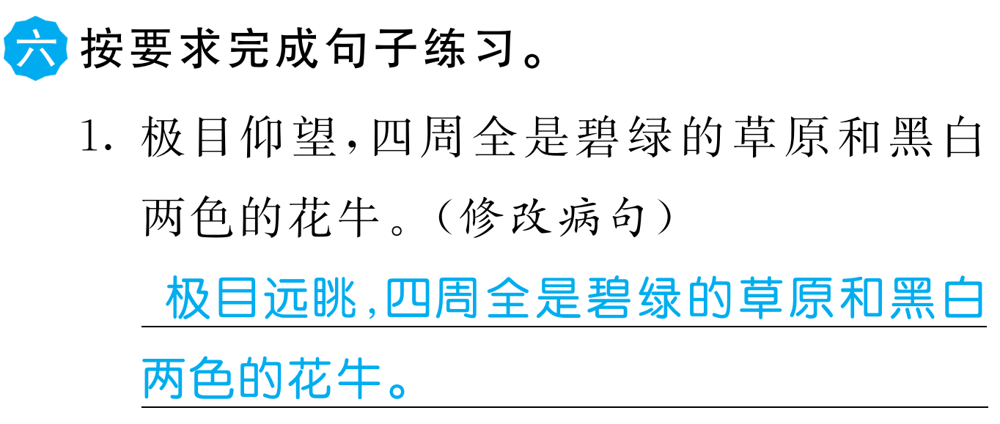 六 按要求完成句子练习。
1. 极目仰望,四周全是碧绿的草原和黑白
两色的花牛。(修改病句)
极目远眺,四周全是碧绿的草原和黑白
两色的花牛。